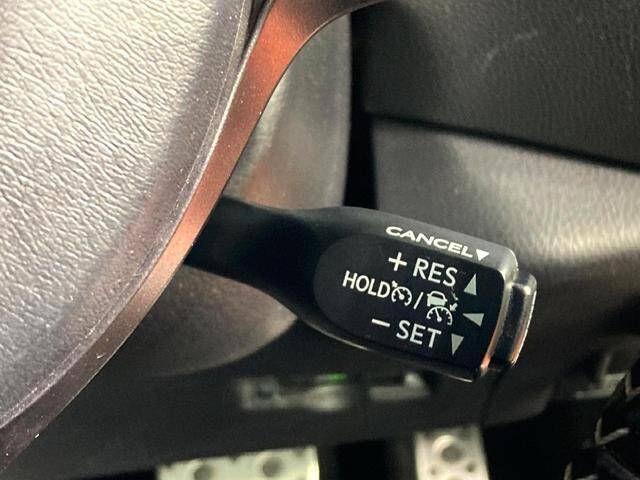 CANCEL▼
+ RES ▲
HOLD / ◀
− SET ▼